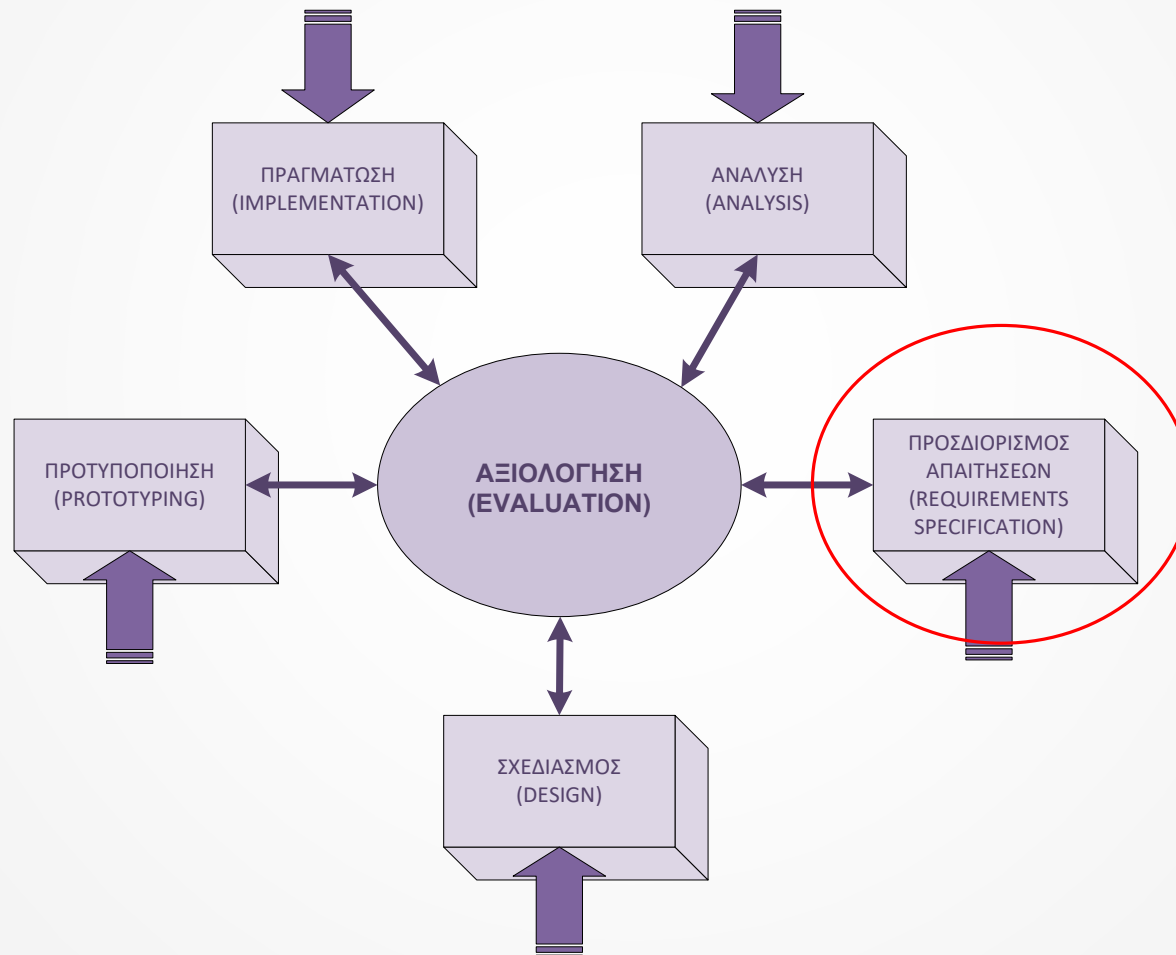 ΠΡΑΓΜΑΤΩΣΗ
(IMPLEMENTATION)
ΑΝΑΛΥΣΗ
(ANALYSIS)
ΠΡΟΤΥΠΟΠΟΙΗΣΗ
(PROTOTYPING)
ΑΞΙΟΛΟΓΗΣΗ
(EVALUATION)
ΠΡΟΣΔΙΟΡΙΣΜΟΣ
ΑΠΑΙΤΗΣΕΩΝ
(REQUIREMENTS
SPECIFICATION)
ΣΧΕΔΙΑΣΜΟΣ
(DESIGN)